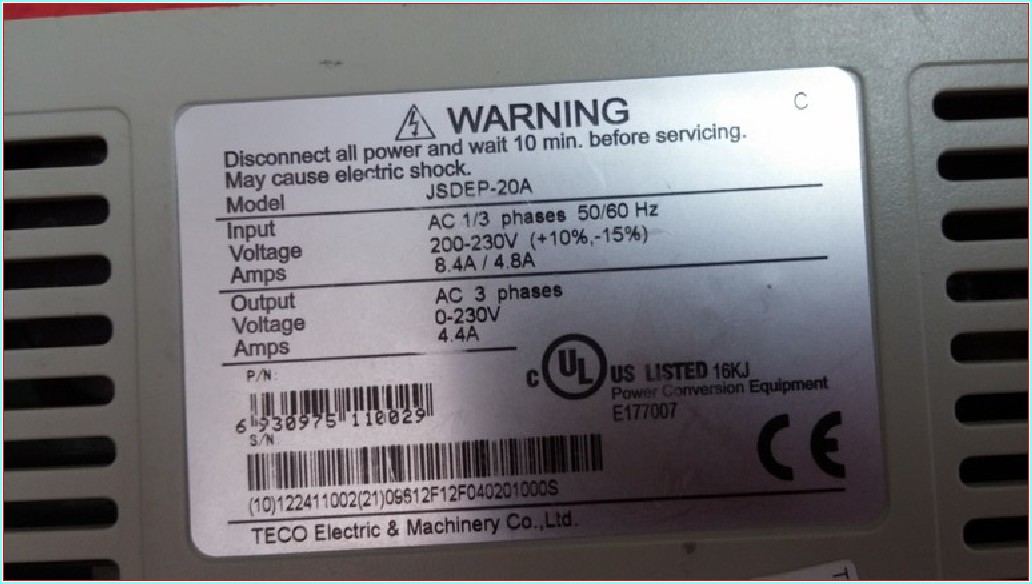 WARNING
C
Disconnect all power and wait 10 min. before servicing.
May cause electric shock.
Model JSDEP-20A
Input AC 1/3 phases 50/60 Hz
Voltage 200-230V (+10%,-15%)
Amps 8.4A / 4.8A
Output AC 3 phases
Voltage 0-230V
Amps 4.4A
P/N:
6 930975 110029
S/N
C UL US LISTED 16KJ
Power Conversion Equipment
E177007
CE
(10)122411002(21)09612F12F040201000S
TECO Electric & Machinery Co.,Ltd.
T